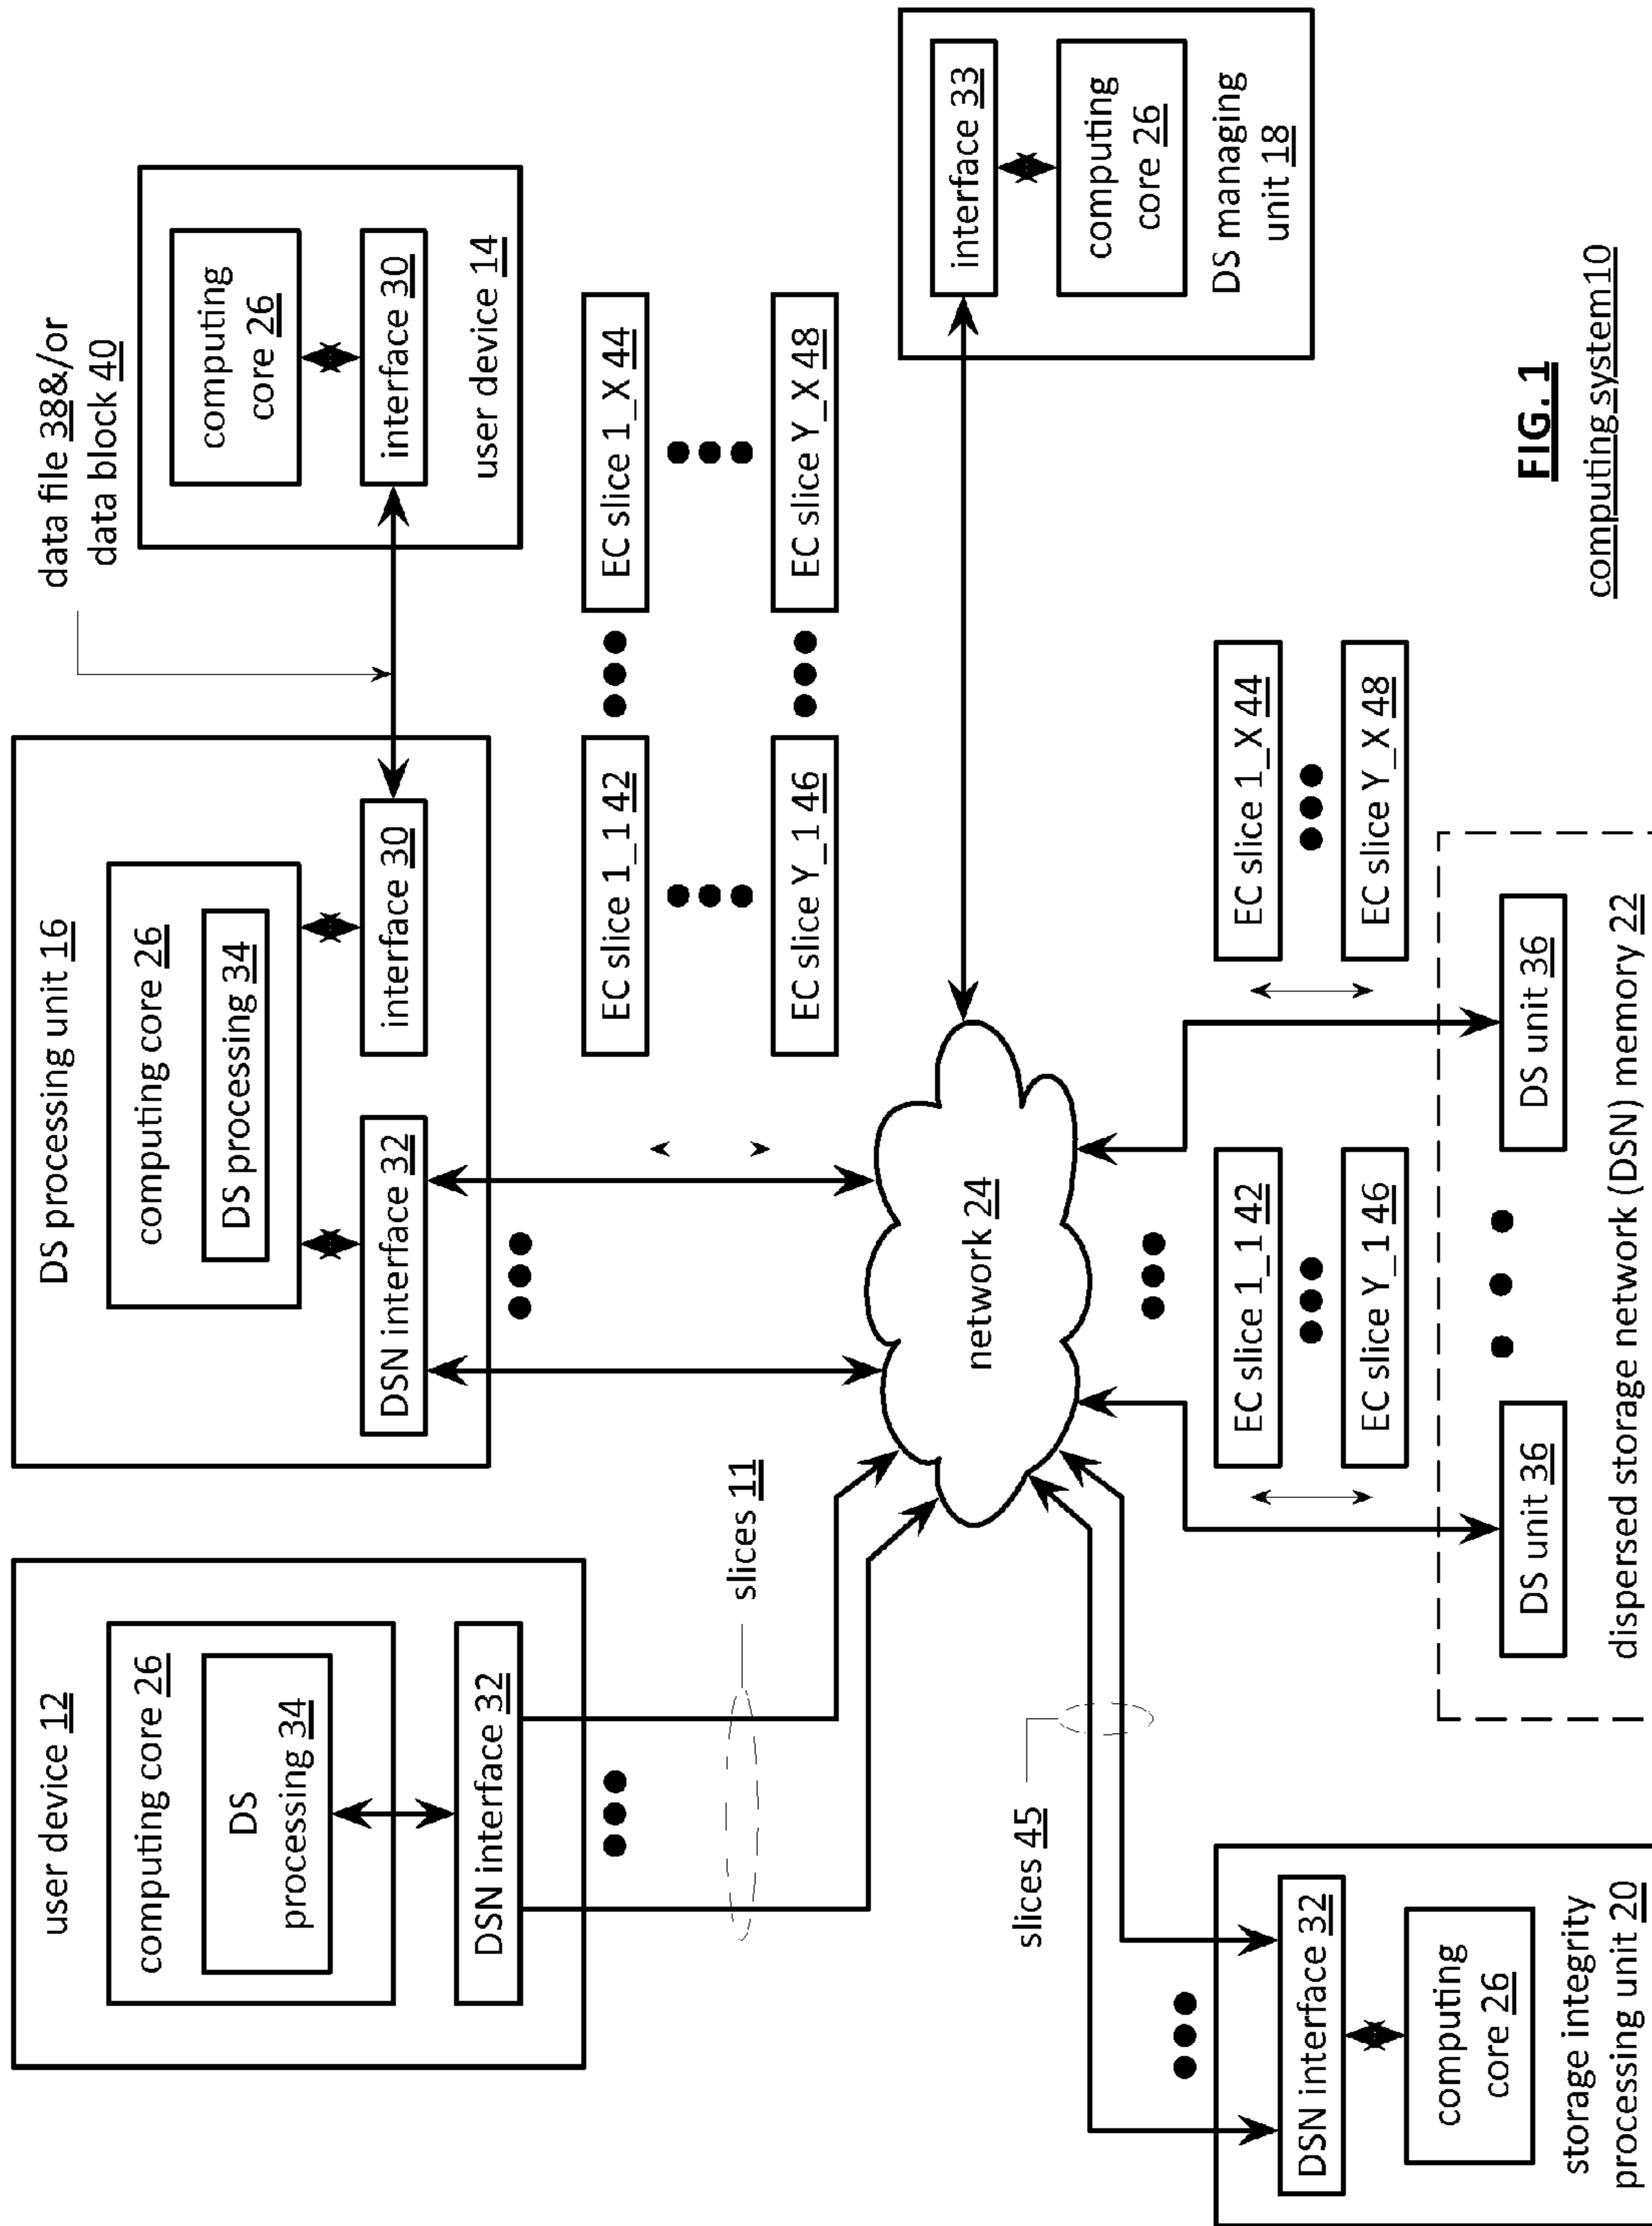 user device 12
computing core 26
DS
processing 34
DSN interface 32
slices 11
DS processing unit 16
computing core 26
DS processing 34
DSN interface 32
interface 30
data file 38&/or
data block 40
computing
core 26
interface 30
user device 14
EC slice 1_1 42
EC slice 1_X 44
EC slice Y_1 46
EC slice Y_X 48
network 24
interface 33
computing
core 26
DS managing
unit 18
slices 45
DSN interface 32
computing
core 26
storage integrity
processing unit 20
EC slice 1_1 42
EC slice Y_1 46
EC slice 1_X 44
EC slice Y_X 48
DS unit 36
DS unit 36
dispersed storage network (DSN) memory 22
FIG. 1
computing system10